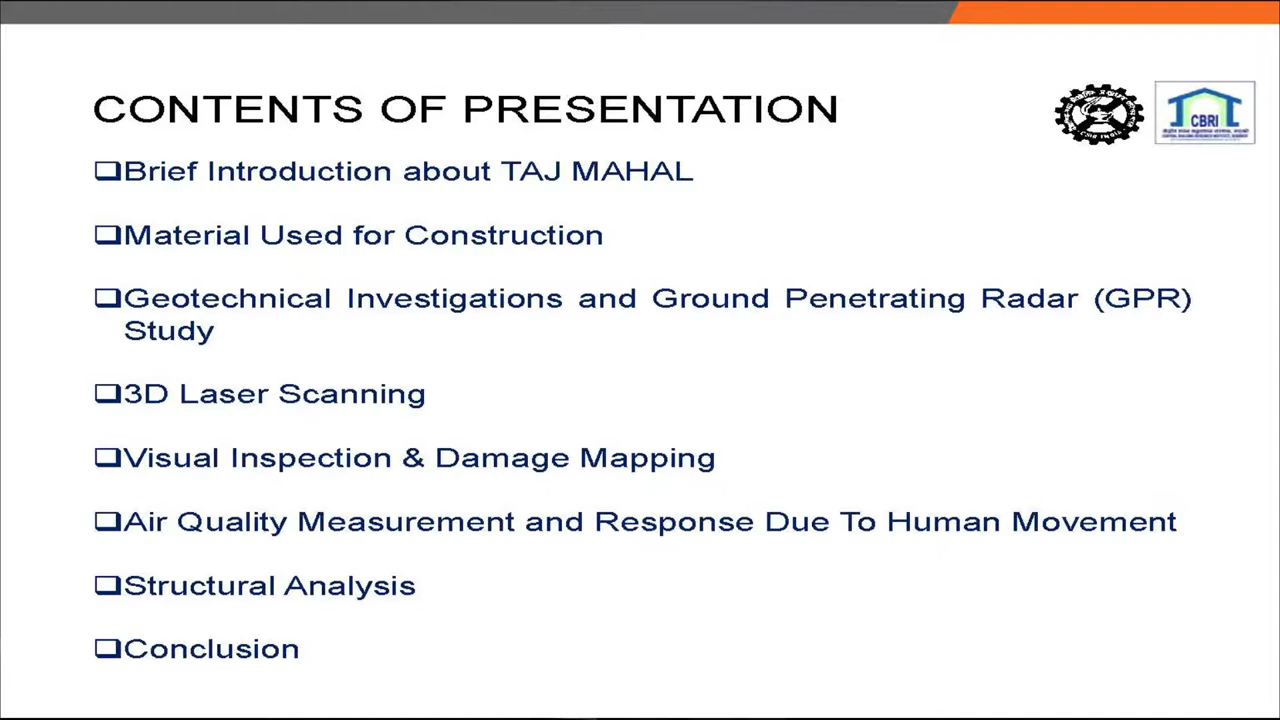 CONTENTS OF PRESENTATION
CBRI
Brief Introduction about TAJ MAHAL
Material Used for Construction
Geotechnical Investigations and Ground Penetrating Radar (GPR)
Study
3D Laser Scanning
Visual Inspection & Damage Mapping
Air Quality Measurement and Response Due To Human Movement
Structural Analysis
Conclusion